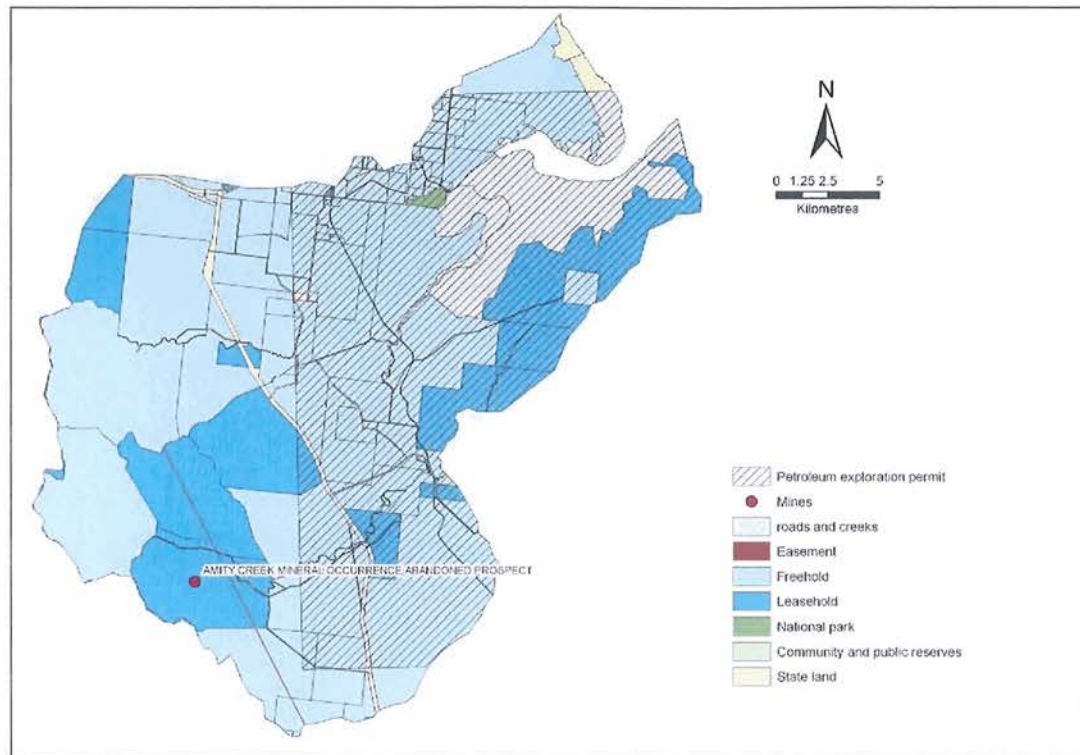 N
0 1.25 2.5 5
Kilometres
Petroleum exploration permit
Mines
roads and creeks
Easement
Freehold
Leasehold
National park
Community and public reserves
State land
AMITY CREEK MINERAL OCCURRENCE ABANDONED PROSPECT